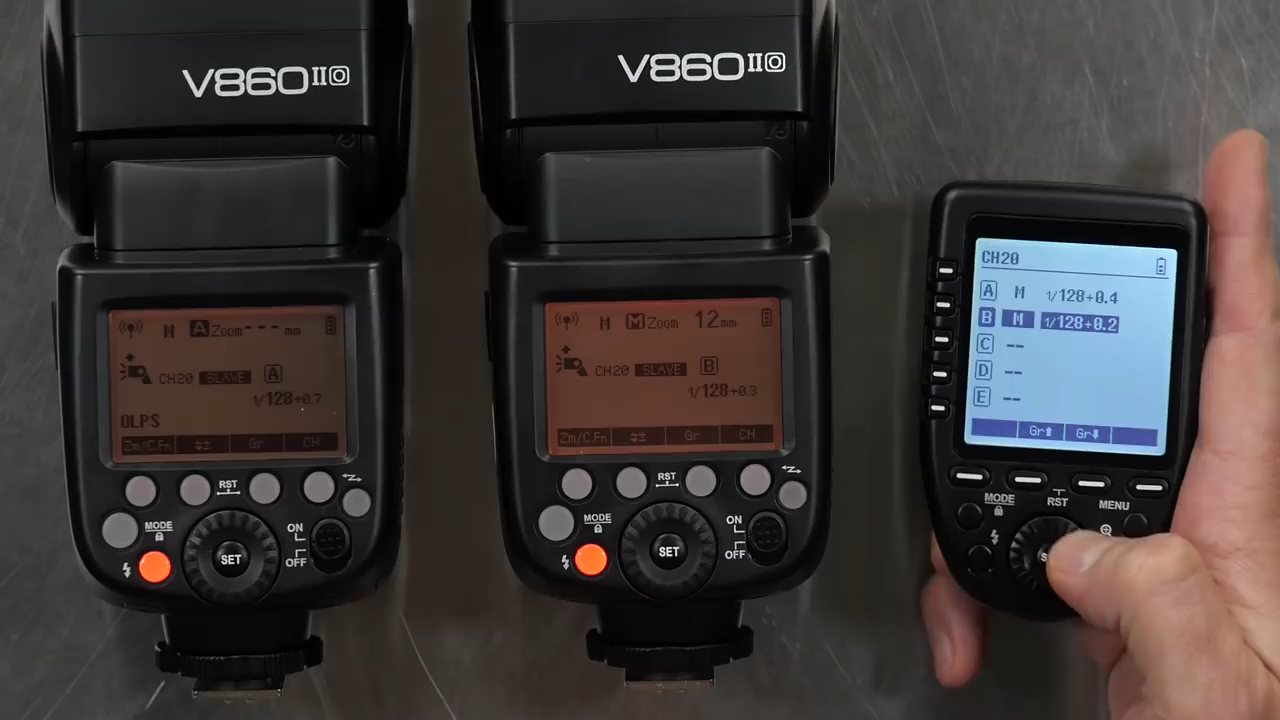 V860IIO
M A Zoom --- mm
CH20 SLAVE A
1/128+0.7
OLPS
Zm/C.Fn Gr CH
RST
MODE
SET
ON
OFF
V860IIO
M M Zoom 12mm
CH20 SLAVE B
1/128+0.3
Zm/C.Fn Gr CH
RST
MODE
SET
ON
OFF
CH20
A M 1/128+0.4
B M 1/128+0.2
C --
D --
E --
Gr Gr
MODE
RST
MENU